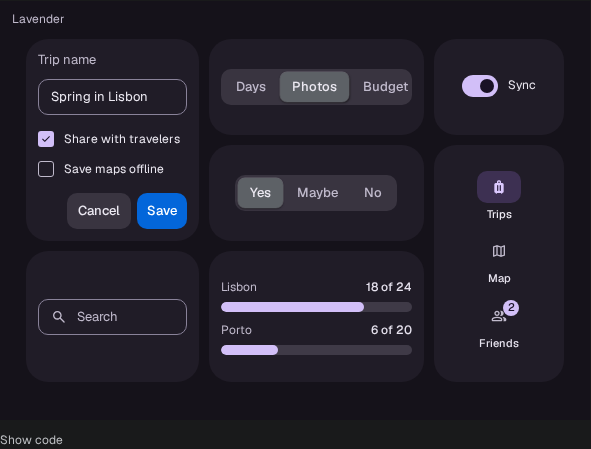 Lavender
Trip name
Spring in Lisbon
Share with travelers
Save maps offline
Cancel Save
Search
Days Photos Budget
Yes Maybe No
Lisbon 18 of 24
Porto 6 of 20
Sync
Trips
Map
2
Friends
Show code